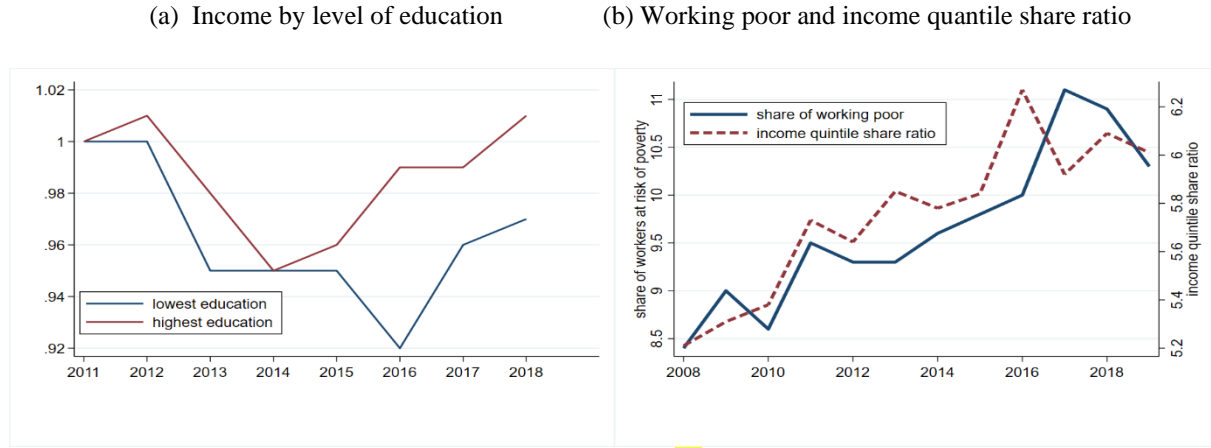 (a) Income by level of education
(b) Working poor and income quantile share ratio
1.02
1
.98
.96
.94
.92
lowest education
highest education
2011 2012 2013 2014 2015 2016 2017 2018
share of workers at risk of poverty
11
10.5
10
9.5
9
8.5
share of working poor
income quintile share ratio
6.2
6
5.8
5.6
5.4
5.2
income quintile share ratio
2008 2010 2012 2014 2016 2018